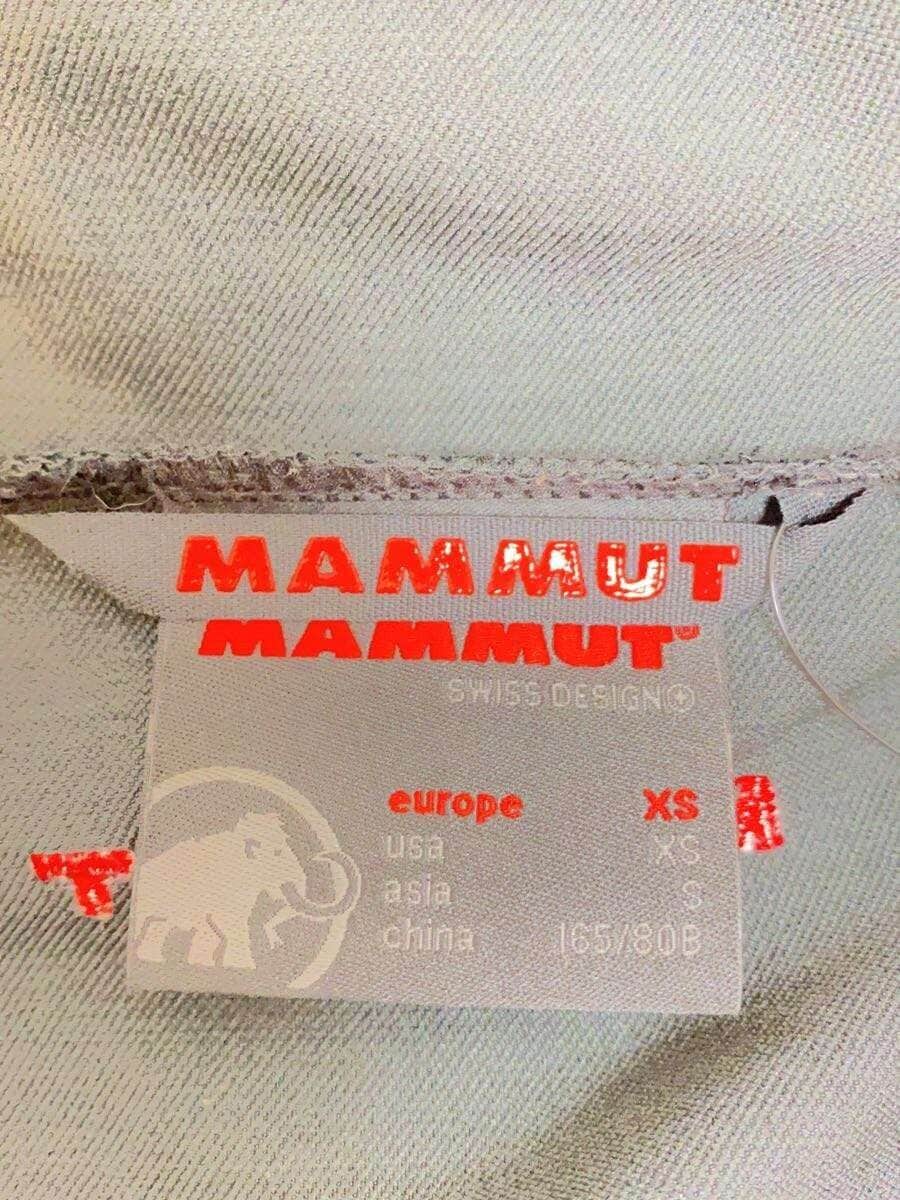 MAMMUT
MAMMUT
SWISS DESIGN
europe XS
usa XS
asia S
china 165/80B